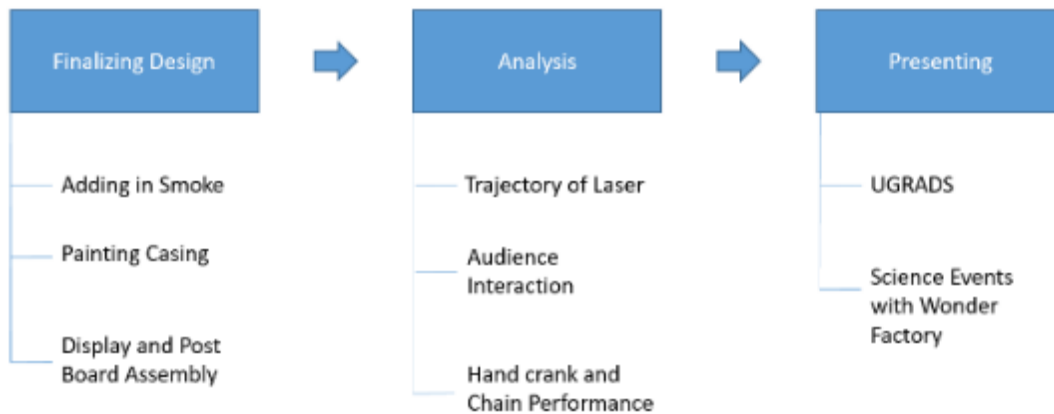 Finalizing Design
Adding in Smoke
Painting Casing
Display and Post
Board Assembly
Analysis
Trajectory of Laser
Audience
Interaction
Hand crank and
Chain Performance
Presenting
UGRADS
Science Events
with Wonder
Factory